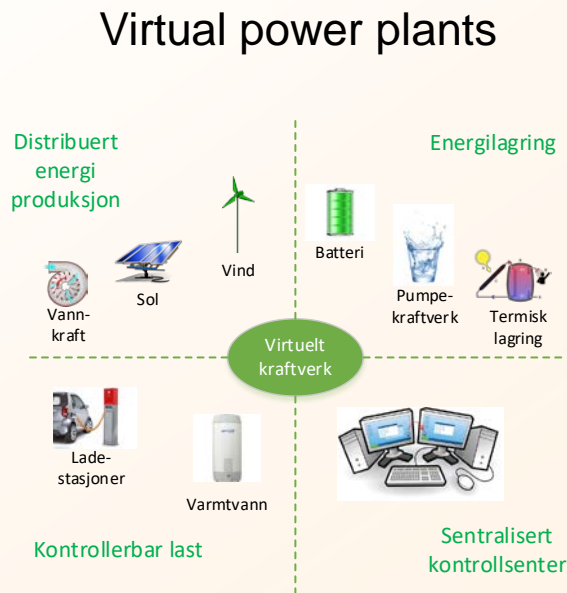 Virtual power plants
Distribuert
energi
produksjon
Energilagring
Vind
Batteri
Sol
Vann-
kraft
Pumpe-
kraftverk
Termisk
lagring
Virtuelt
kraftverk
Lade-
stasjoner
Varmtvann
Kontrollerbar last
Sentralisert
kontrollsenter